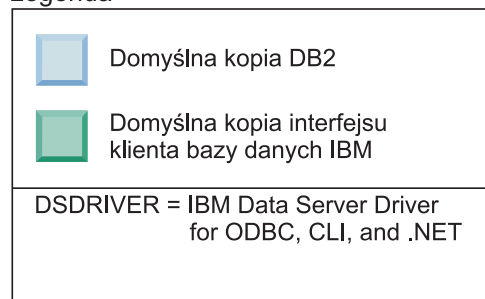 Legenda
Domyślna kopia DB2
Domyślna kopia interfejsu
klienta bazy danych IBM
DSDRIVER = IBM Data Server Driver
for ODBC, CLI, and .NET